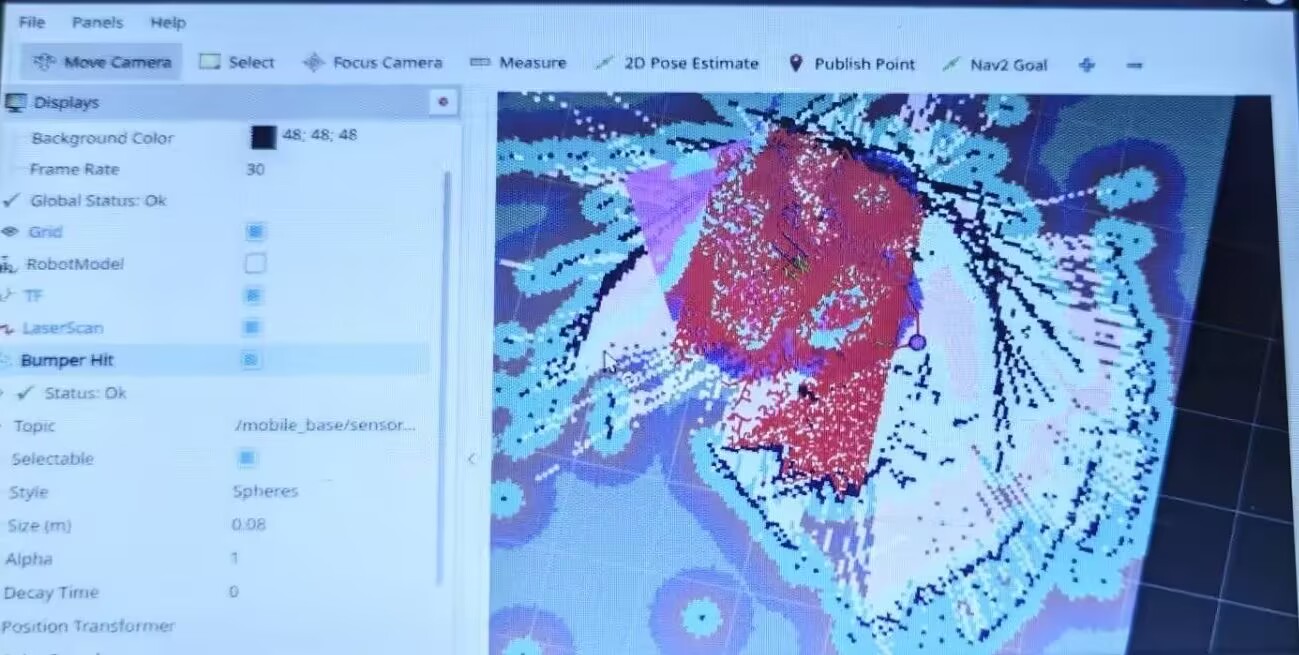 File Panels Help
Move Camera Select Focus Camera Measure 2D Pose Estimate Publish Point Nav2 Goal
Displays
Background Color 48; 48; 48
Frame Rate 30
Global Status: Ok
Grid
RobotModel
TF
LaserScan
Bumper Hit
Status: Ok
Topic /mobile_base/sensor...
Selectable
Style Spheres
Size (m) 0.08
Alpha 1
Decay Time 0
Position Transformer